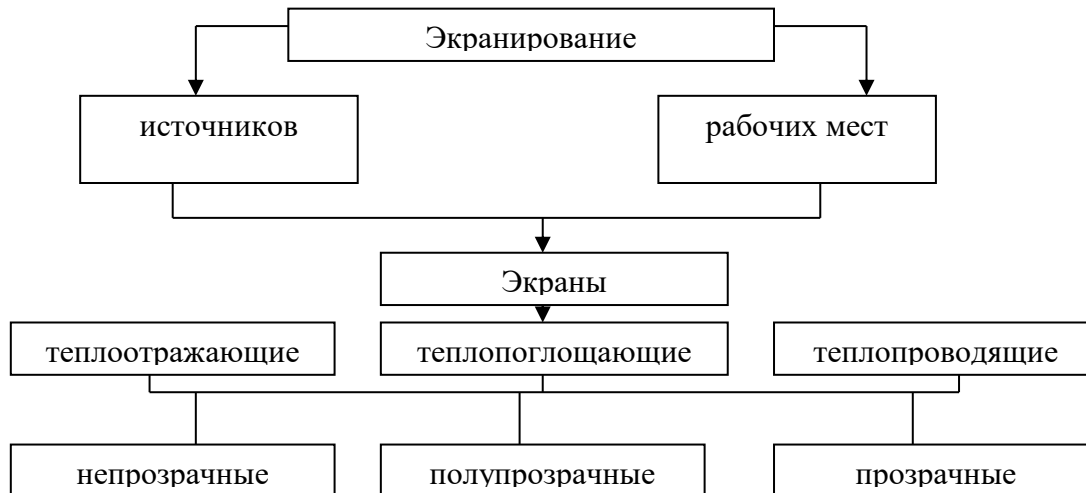 Экранирование
источников
рабочих мест
Экраны
теплоотражающие
теплопоглощающие
теплопроводящие
непрозрачные
полупрозрачные
прозрачные